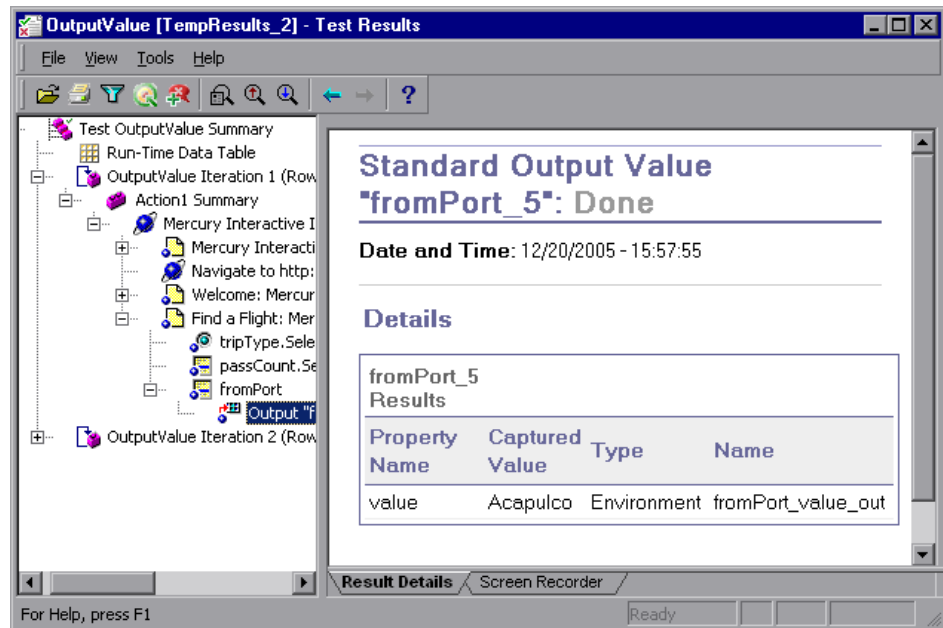 OutputValue [TempResults_2] - Test Results
File View Tools Help
Test OutputValue Summary
Run-Time Data Table
OutputValue Iteration 1 (Row
Action1 Summary
Mercury Interactive I
Mercury Interacti
Navigate to http:
Welcome: Mercur
Find a Flight: Mer
tripType.Sele
passCount.Se
fromPort
Output "f
OutputValue Iteration 2 (Row
Standard Output Value
"fromPort_5": Done
Date and Time: 12/20/2005 - 15:57:55
Details
fromPort_5
Results
Property Name Captured Value Type Name
value Acapulco Environment fromPort_value_out
Result Details Screen Recorder
For Help, press F1 Ready